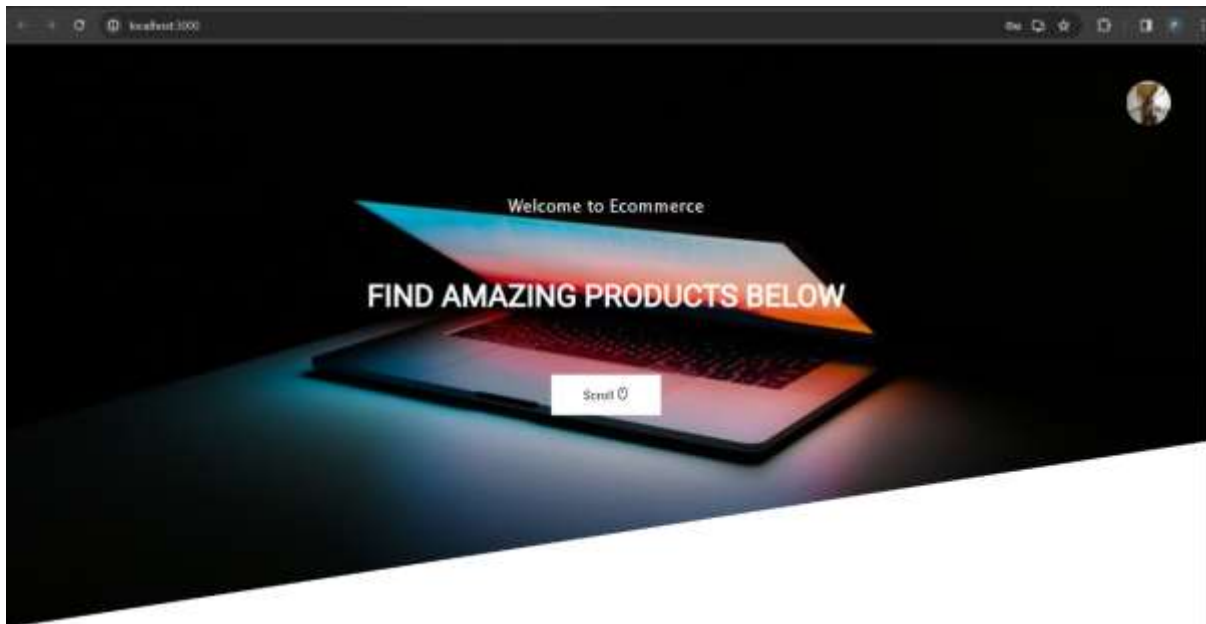 localhost:3000
Welcome to Ecommerce
FIND AMAZING PRODUCTS BELOW
Scroll